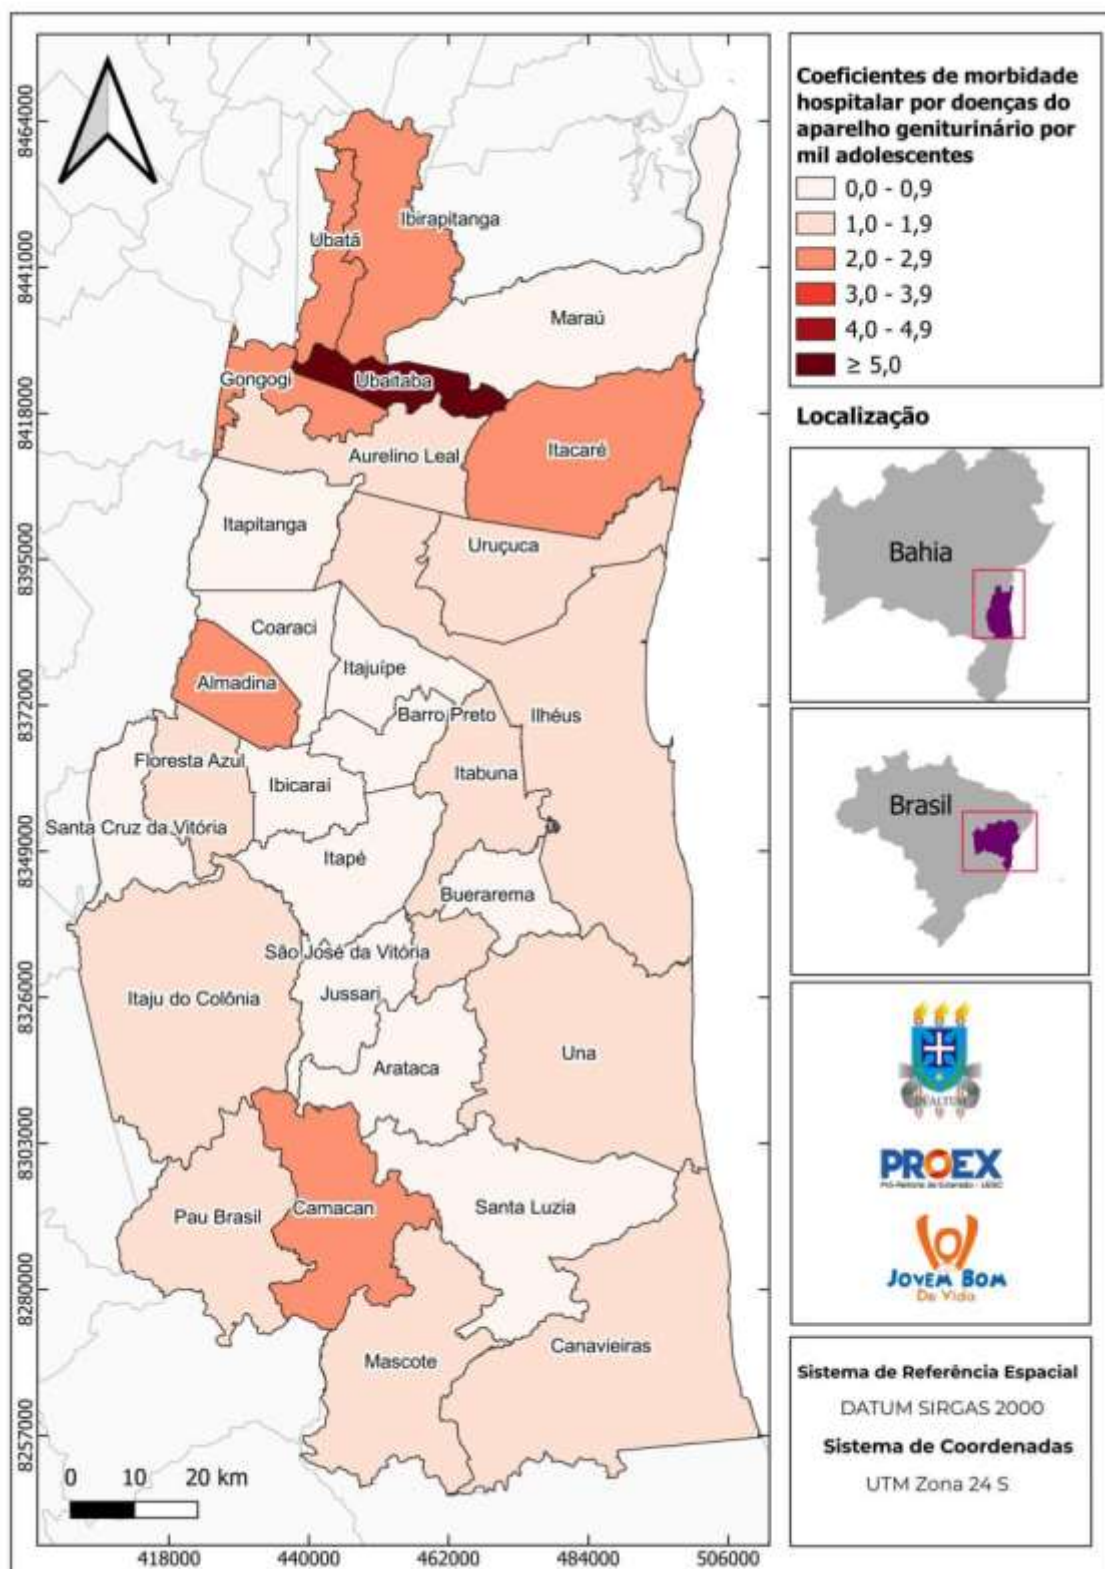 Coeficientes de morbidade
hospitalar por doenças do
aparelho geniturinário por
mil adolescentes
0,0 - 0,9
1,0 - 1,9
2,0 - 2,9
3,0 - 3,9
4,0 - 4,9
≥ 5,0
Localização
Bahia
Brasil
PROEX
JOVEM BOM
De Vida
Sistema de Referência Espacial
DATUM SIRGAS 2000
Sistema de Coordenadas
UTM Zona 24 S
8464000
8441000
8418000
8395000
8372000
8349000
8326000
8303000
8280000
8257000
Ibirapitanga
Ubatã
Maraú
Gongogi
Ubaitaba
Itacaré
Aurelino Leal
Itapitanga
Uruçuca
Coaraci
Itajuípe
Almadina
Barro Preto
Ilhéus
Floresta Azul
Ibicaraí
Itabuna
Santa Cruz da Vitória
Itapé
Buerarema
São José da Vitória
Jussari
Itaju do Colônia
Una
Arataca
Santa Luzia
Pau Brasil
Camacan
Mascote
Canavieiras
0 10 20 km
418000 440000 462000 484000 506000